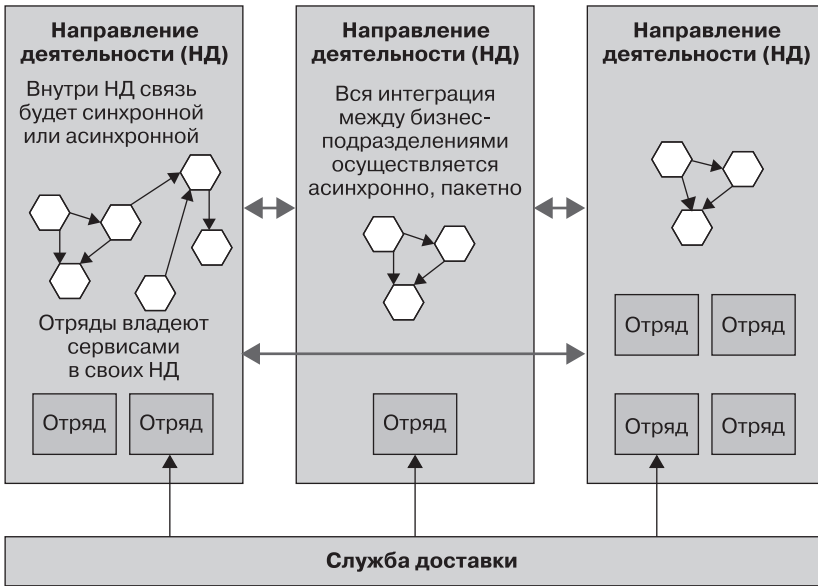 Направление
деятельности (НД)
Внутри НД связь
будет синхронной
или асинхронной
Отряды владеют
сервисами
в своих НД
Отряд
Отряд
Направление
деятельности (НД)
Вся интеграция
между бизнес-
подразделениями
осуществляется
асинхронно, пакетно
Отряд
Направление
деятельности (НД)
Отряд
Отряд
Отряд
Отряд
Служба доставки